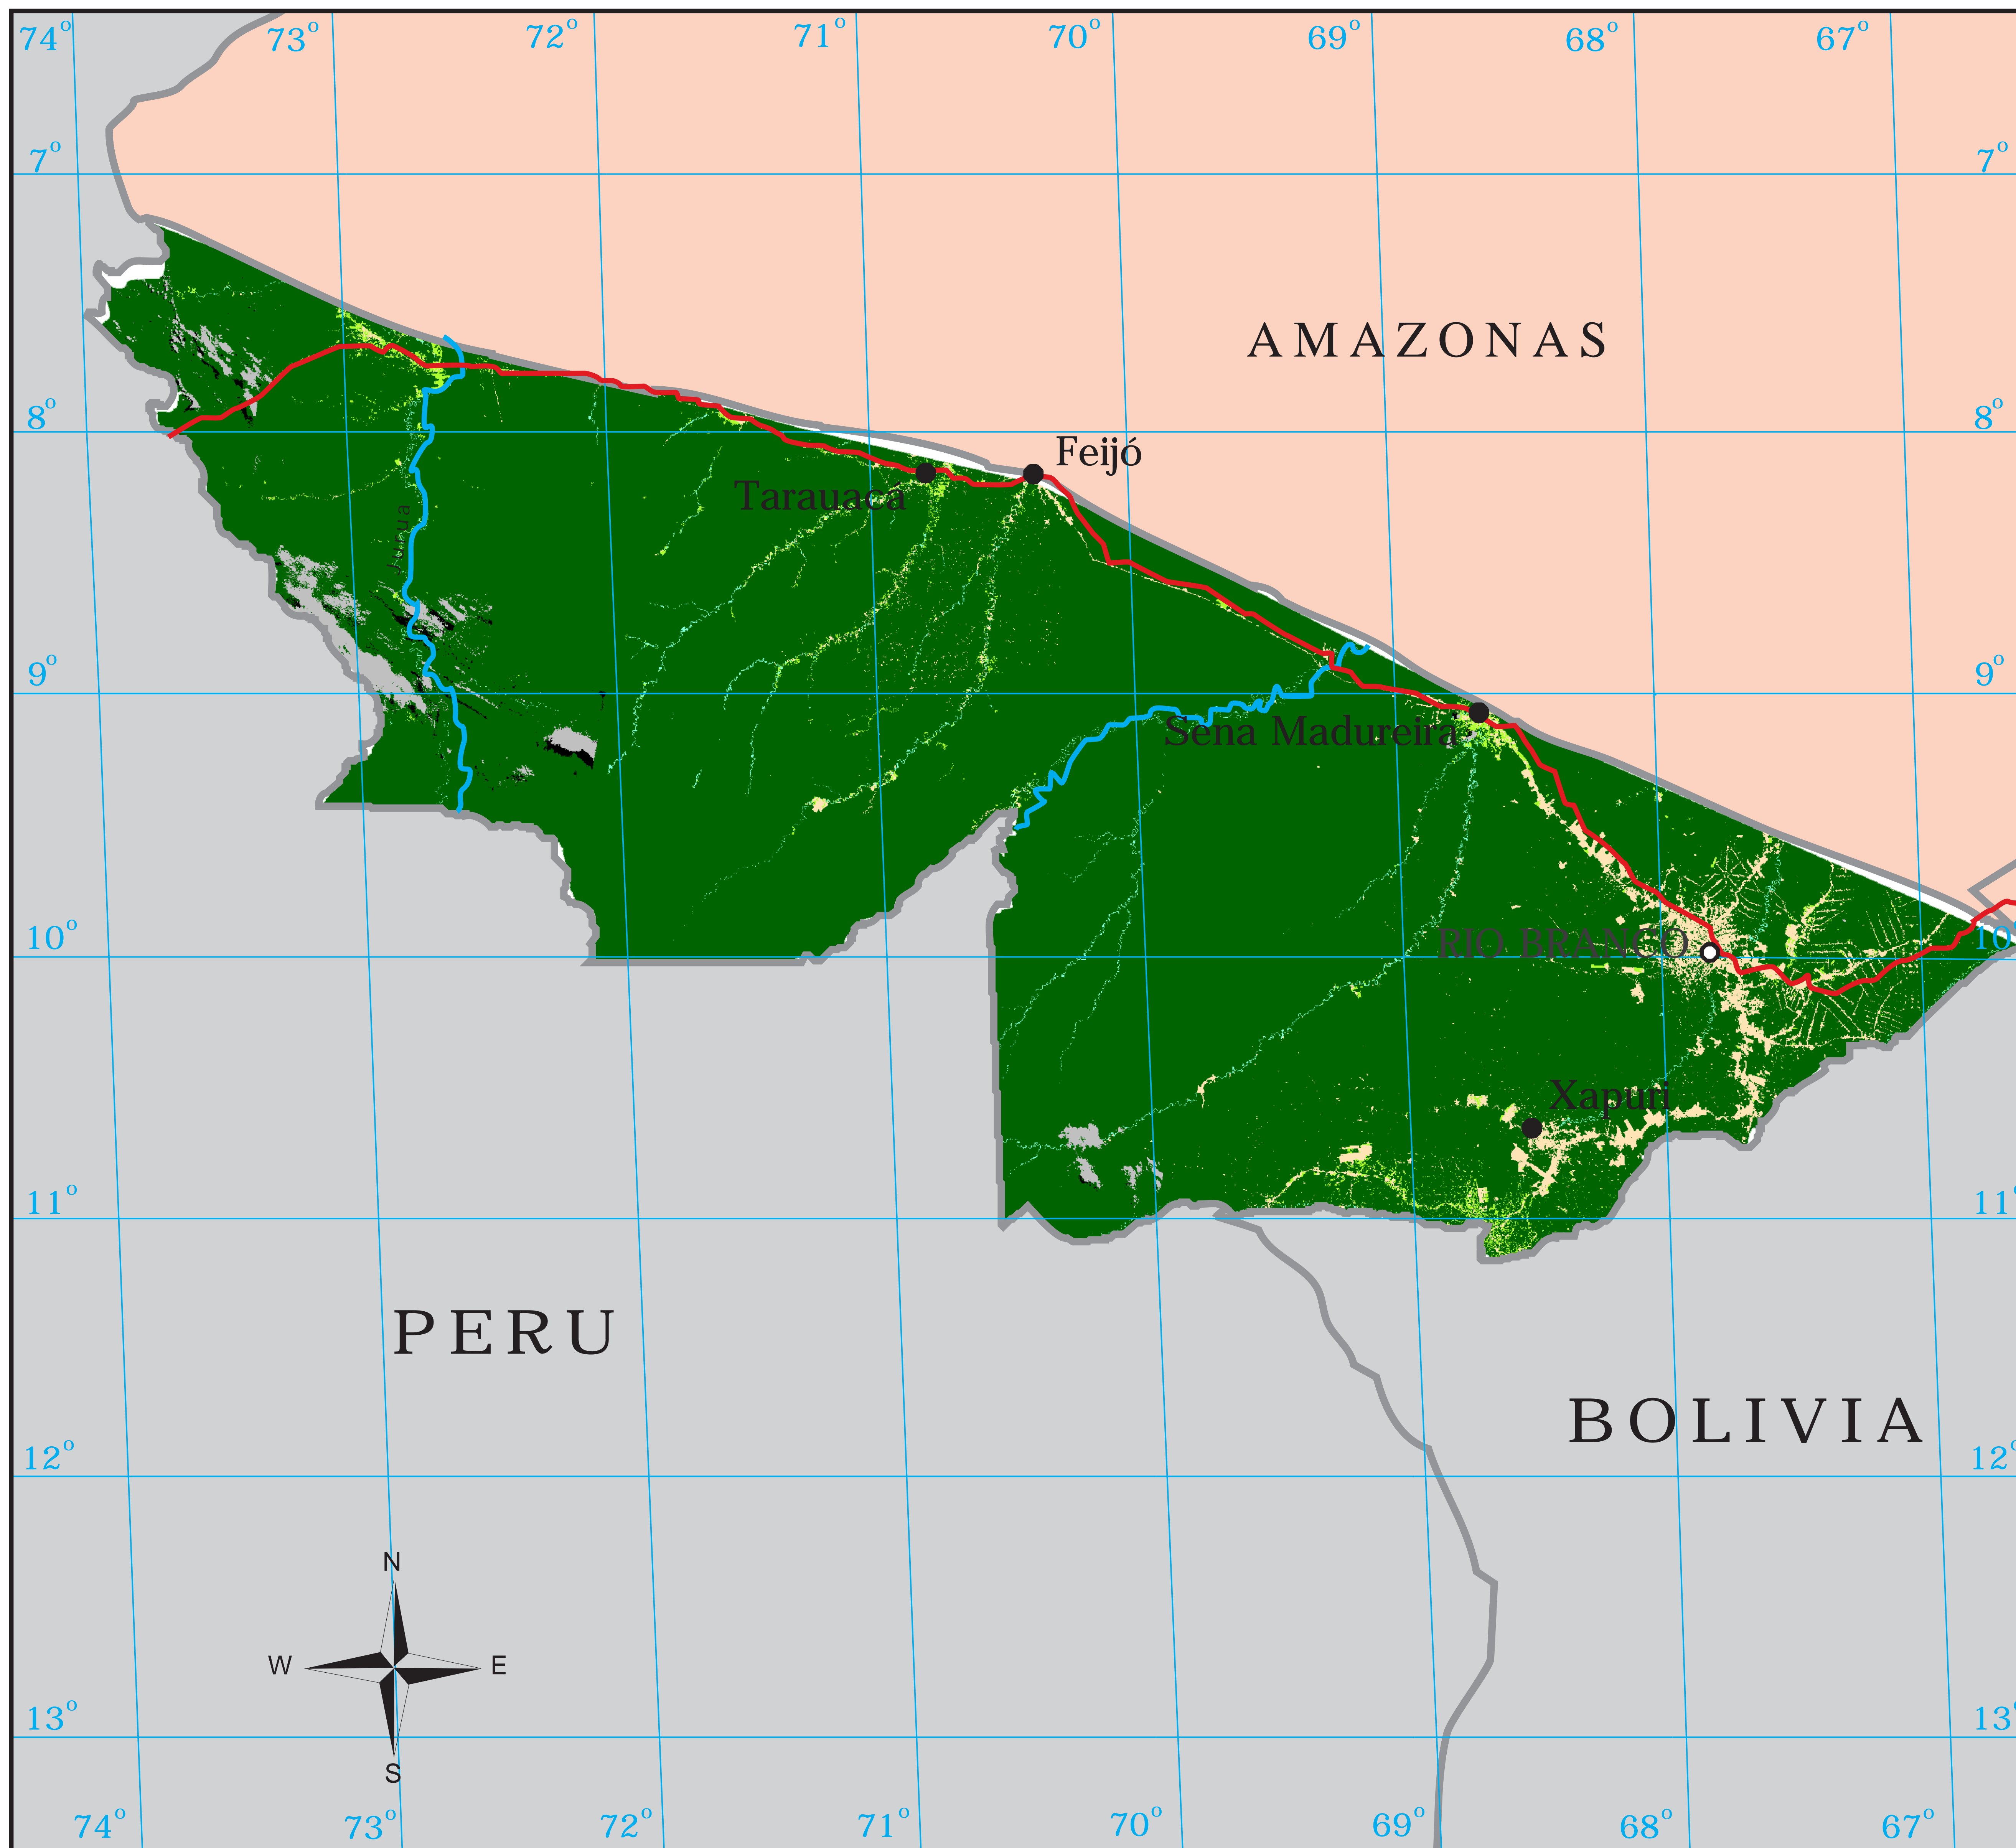 74° 73° 72° 71° 70° 69° 68° 67°
7° 7°
AMAZONAS
8° 8°
Feijó
Tarauacá
Juruá
9° 9°
Sena Madureira
10° 10
RIO BRANCO
Xapuri
11° 11°
PERU
BOLIVIA
12° 12°
N
W E
S
13° 13°
74° 73° 72° 71° 70° 69° 68° 67°